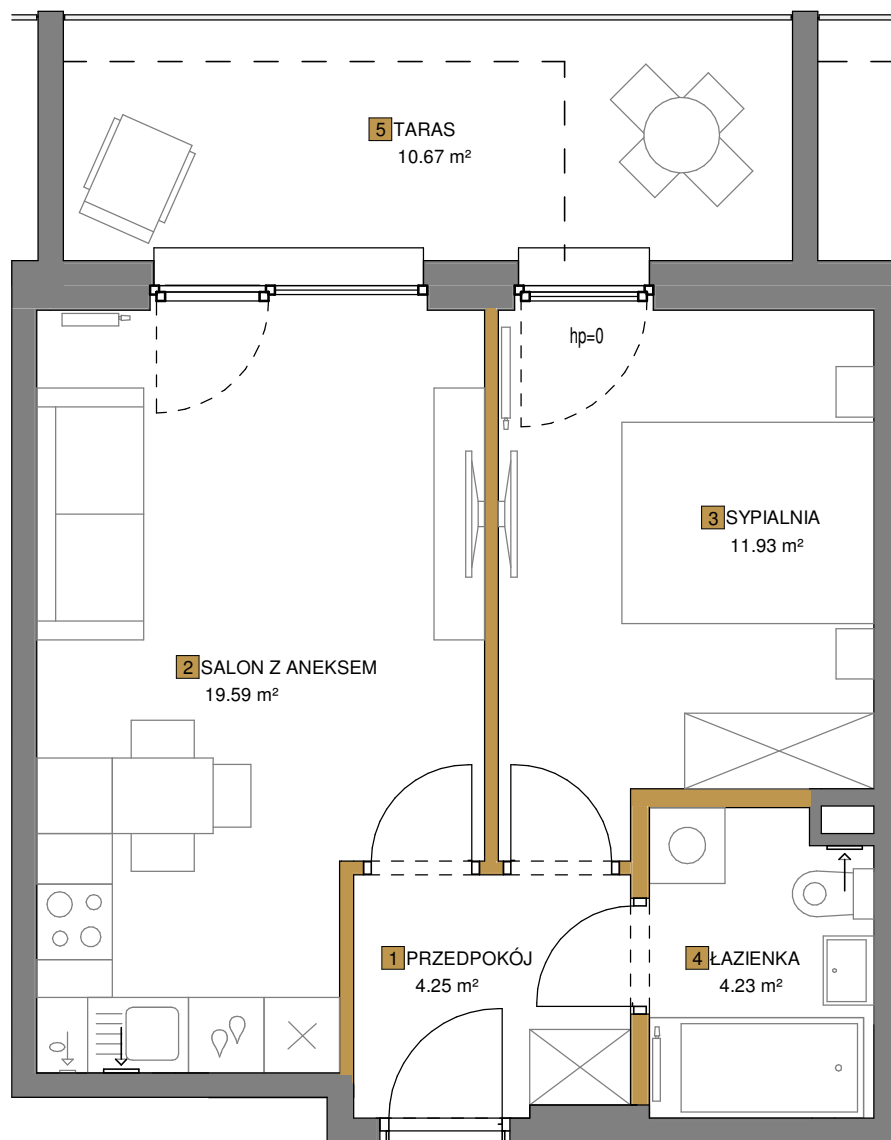 5 TARAS
10.67 m²
hp=0
3 SYPIALNIA
11.93 m²
2 SALON Z ANEKSEM
19.59 m²
1 PRZEDPOKÓJ
4.25 m²
4 ŁAZIENKA
4.23 m²